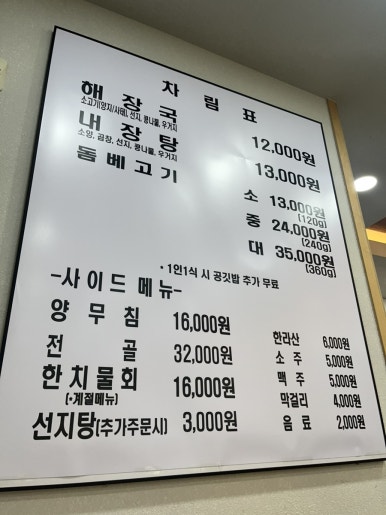 차림표
해장국 12,000원
소고기(양지/사태), 선지, 콩나물, 우거지
내장탕 13,000원
소양, 곱창, 선지, 콩나물, 우거지
돔베고기
소 13,000원
(120g)
중 24,000원
(240g)
대 35,000원
(360g)
• 1인1식 시 공깃밥 추가 무료
-사이드 메뉴-
양무침 16,000원
전골 32,000원
한치물회 16,000원
(•계절메뉴)
선지탕(추가주문시) 3,000원
한라산 6,000원
소주 5,000원
맥주 5,000원
막걸리 4,000원
음료 2,000원